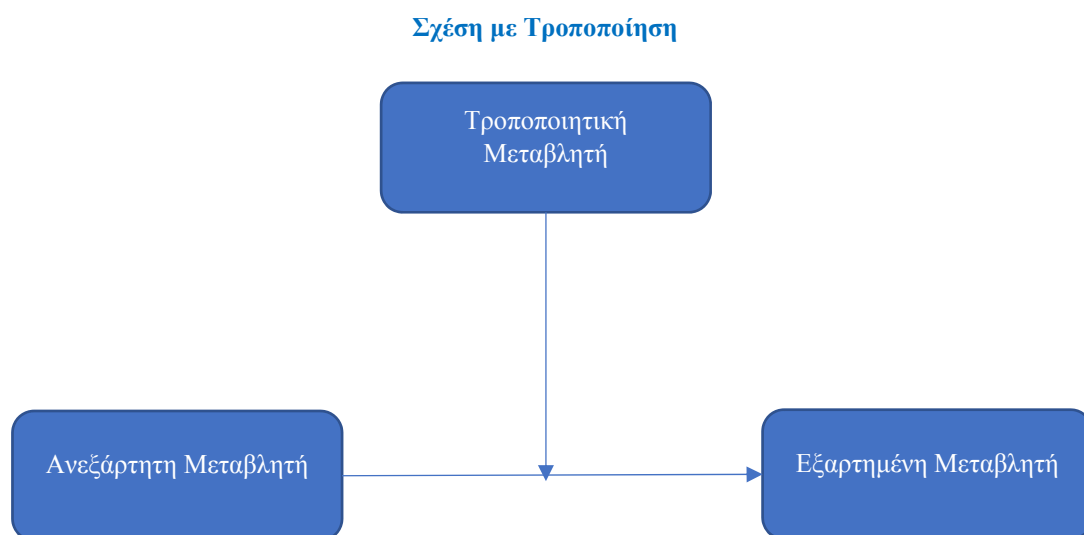 Σχέση με Τροποποίηση
Τροποποιητική
Μεταβλητή
Ανεξάρτητη Μεταβλητή
Εξαρτημένη Μεταβλητή